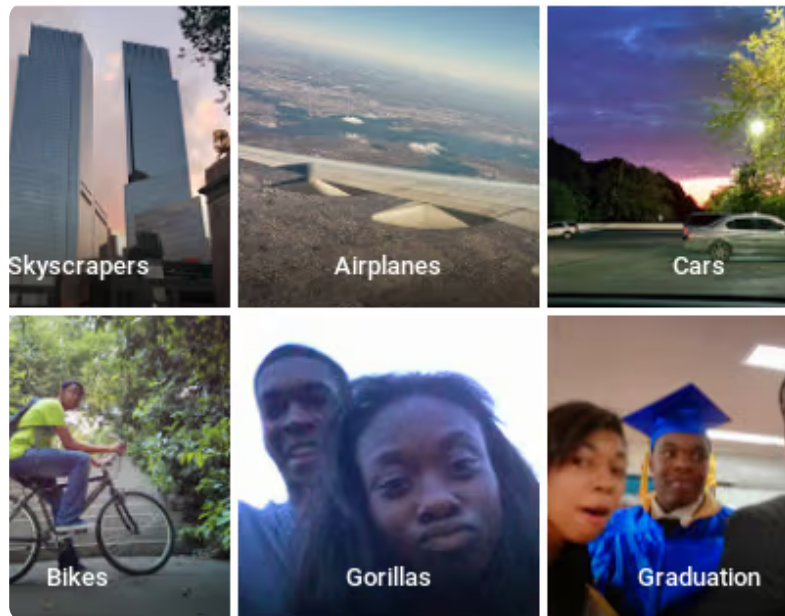 Skyscrapers
Airplanes
Cars
Bikes
Gorillas
Graduation